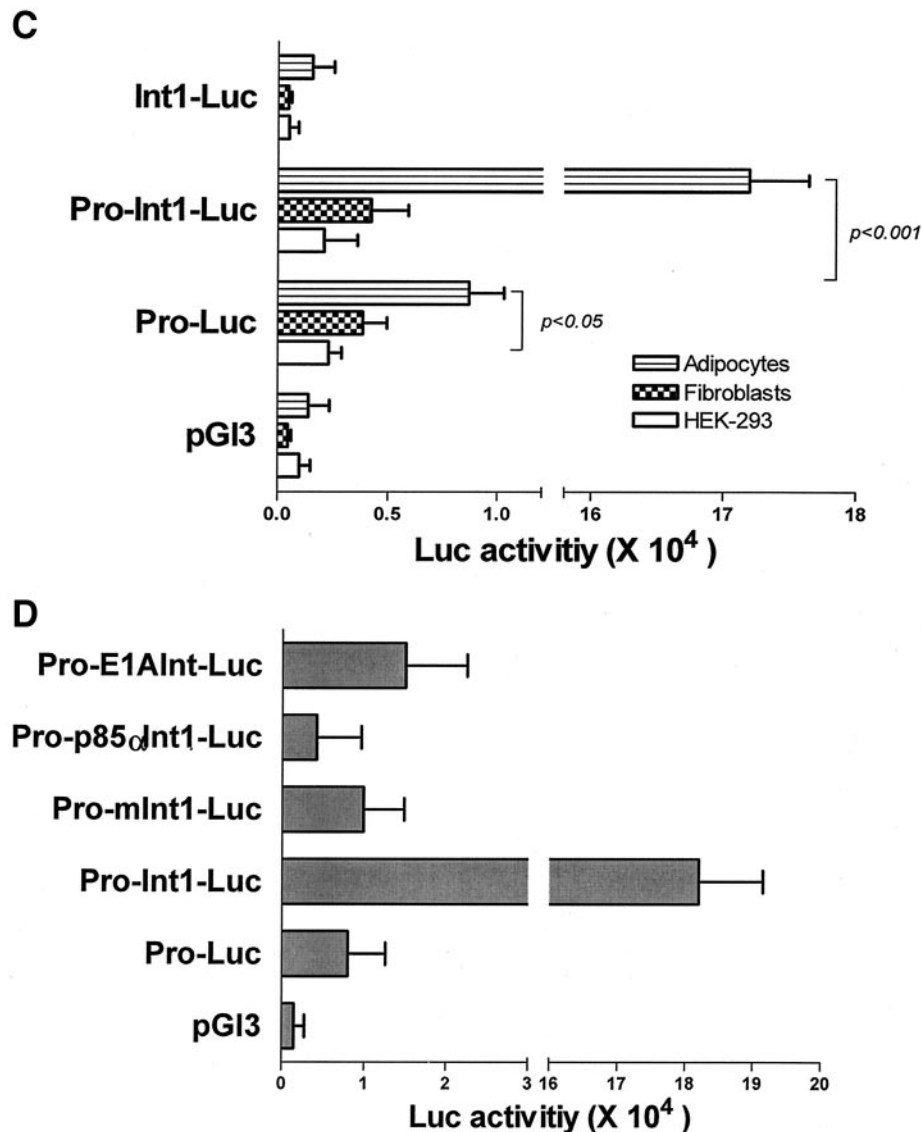 C
Int1-Luc
Pro-Int1-Luc
p<0.001
Pro-Luc
p<0.05
Adipocytes
Fibroblasts
HEK-293
pGl3
0.0 0.5 1.0 16 17 18
Luc activitiy (X 10⁴ )
D
Pro-E1AInt-Luc
Pro-p85αInt1-Luc
Pro-mInt1-Luc
Pro-Int1-Luc
Pro-Luc
pGl3
0 1 2 3 16 17 18 19 20
Luc activitiy (X 10⁴ )